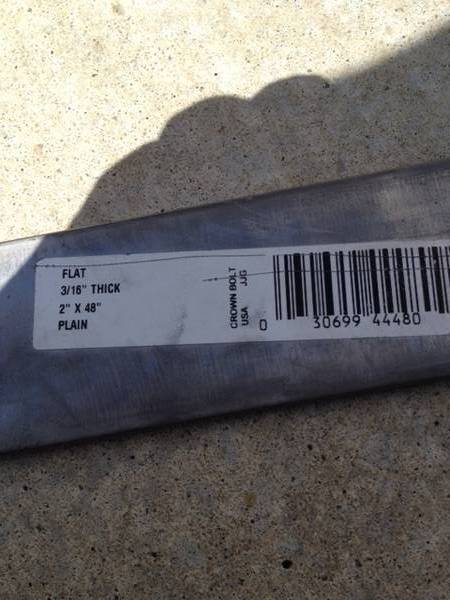 FLAT
3/16" THICK
2" X 48"
PLAIN
CROWN BOLT
USA JJG
0 30699 44480